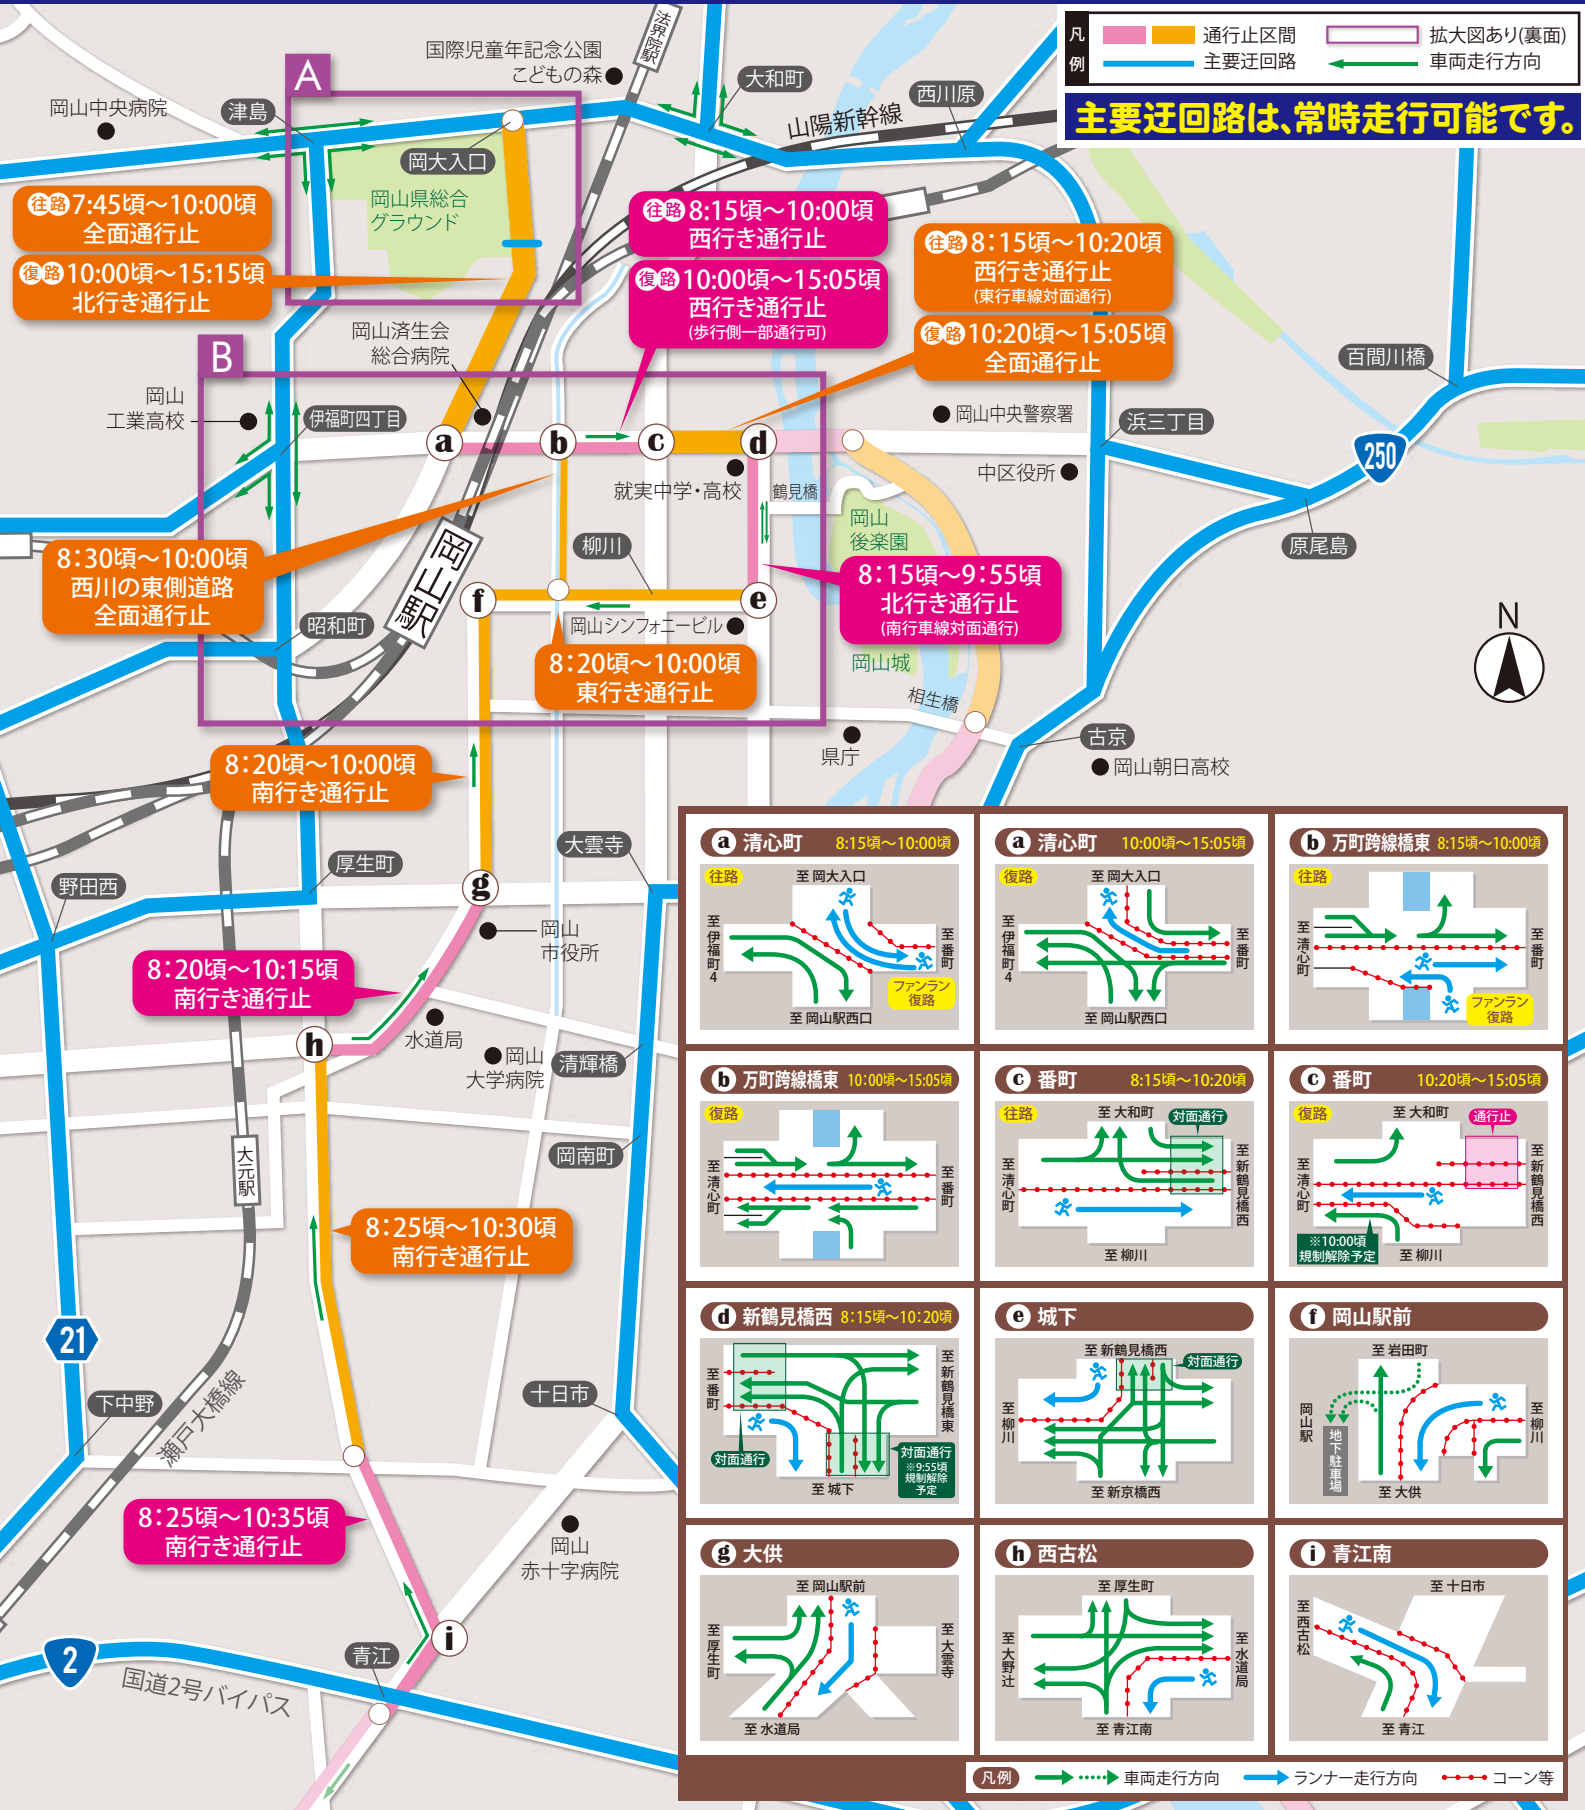 凡例
通行止区間
拡大図あり(裏面)
主要迂回路
車両走行方向
主要迂回路は、常時走行可能です。
法界院駅
国際児童年記念公園
こどもの森
大和町
西川原
山陽新幹線
岡山中央病院
津島
A
岡大入口
岡山県総合
グラウンド
往路 7:45頃～10:00頃
全面通行止
復路 10:00頃～15:15頃
北行き通行止
往路 8:15頃～10:00頃
西行き通行止
復路 10:00頃～15:05頃
西行き通行止
(歩行側一部通行可)
往路 8:15頃～10:20頃
西行き通行止
(東行車線対面通行)
復路 10:20頃～15:05頃
全面通行止
岡山済生会
総合病院
B
岡山
工業高校
伊福町四丁目
a
b
c
d
岡山中央警察署
浜三丁目
百間川橋
250
中区役所
就実中学・高校
鶴見橋
岡山
後楽園
原尾島
8:30頃～10:00頃
西川の東側道路
全面通行止
岡山駅
柳川
f
e
8:15頃～9:55頃
北行き通行止
(南行車線対面通行)
岡山シンフォニービル
昭和町
8:20頃～10:00頃
東行き通行止
岡山城
相生橋
N
県庁
古京
岡山朝日高校
8:20頃～10:00頃
南行き通行止
大雲寺
厚生町
野田西
g
岡山
市役所
8:20頃～10:15頃
南行き通行止
h
水道局
岡山
大学病院
清輝橋
岡南町
大元駅
8:25頃～10:30頃
南行き通行止
21
下中野
瀬戸大橋線
十日市
8:25頃～10:35頃
南行き通行止
岡山
赤十字病院
i
2
青江
国道2号バイパス
a 清心町 8:15頃～10:00頃
往路
至 岡大入口
至 伊福町4
至 番町
ファンラン
復路
至 岡山駅西口
a 清心町 10:00頃～15:05頃
復路
至 岡大入口
至 伊福町4
至 番町
至 岡山駅西口
b 万町跨線橋東 8:15頃～10:00頃
往路
至 清心町
至 番町
ファンラン
復路
b 万町跨線橋東 10:00頃～15:05頃
復路
至 清心町
至 番町
c 番町 8:15頃～10:20頃
往路
至 大和町
対面通行
至 清心町
至 新鶴見橋西
至 柳川
c 番町 10:20頃～15:05頃
復路
至 大和町
通行止
至 清心町
至 新鶴見橋西
※10:00頃
規制解除予定
至 柳川
d 新鶴見橋西 8:15頃～10:20頃
至 番町
至 新鶴見橋東
対面通行
対面通行
※9:55頃
規制解除
予定
至 城下
e 城下
至 新鶴見橋西
対面通行
至 柳川
至 新京橋西
f 岡山駅前
至 岩田町
岡山駅
地下駐車場
至 柳川
至 大供
g 大供
至 岡山駅前
至 厚生町
至 大雲寺
至 水道局
h 西古松
至 厚生町
至 大野辻
至 水道局
至 青江南
i 青江南
至 十日市
至 西古松
至 青江
凡例
車両走行方向
ランナー走行方向
コーン等